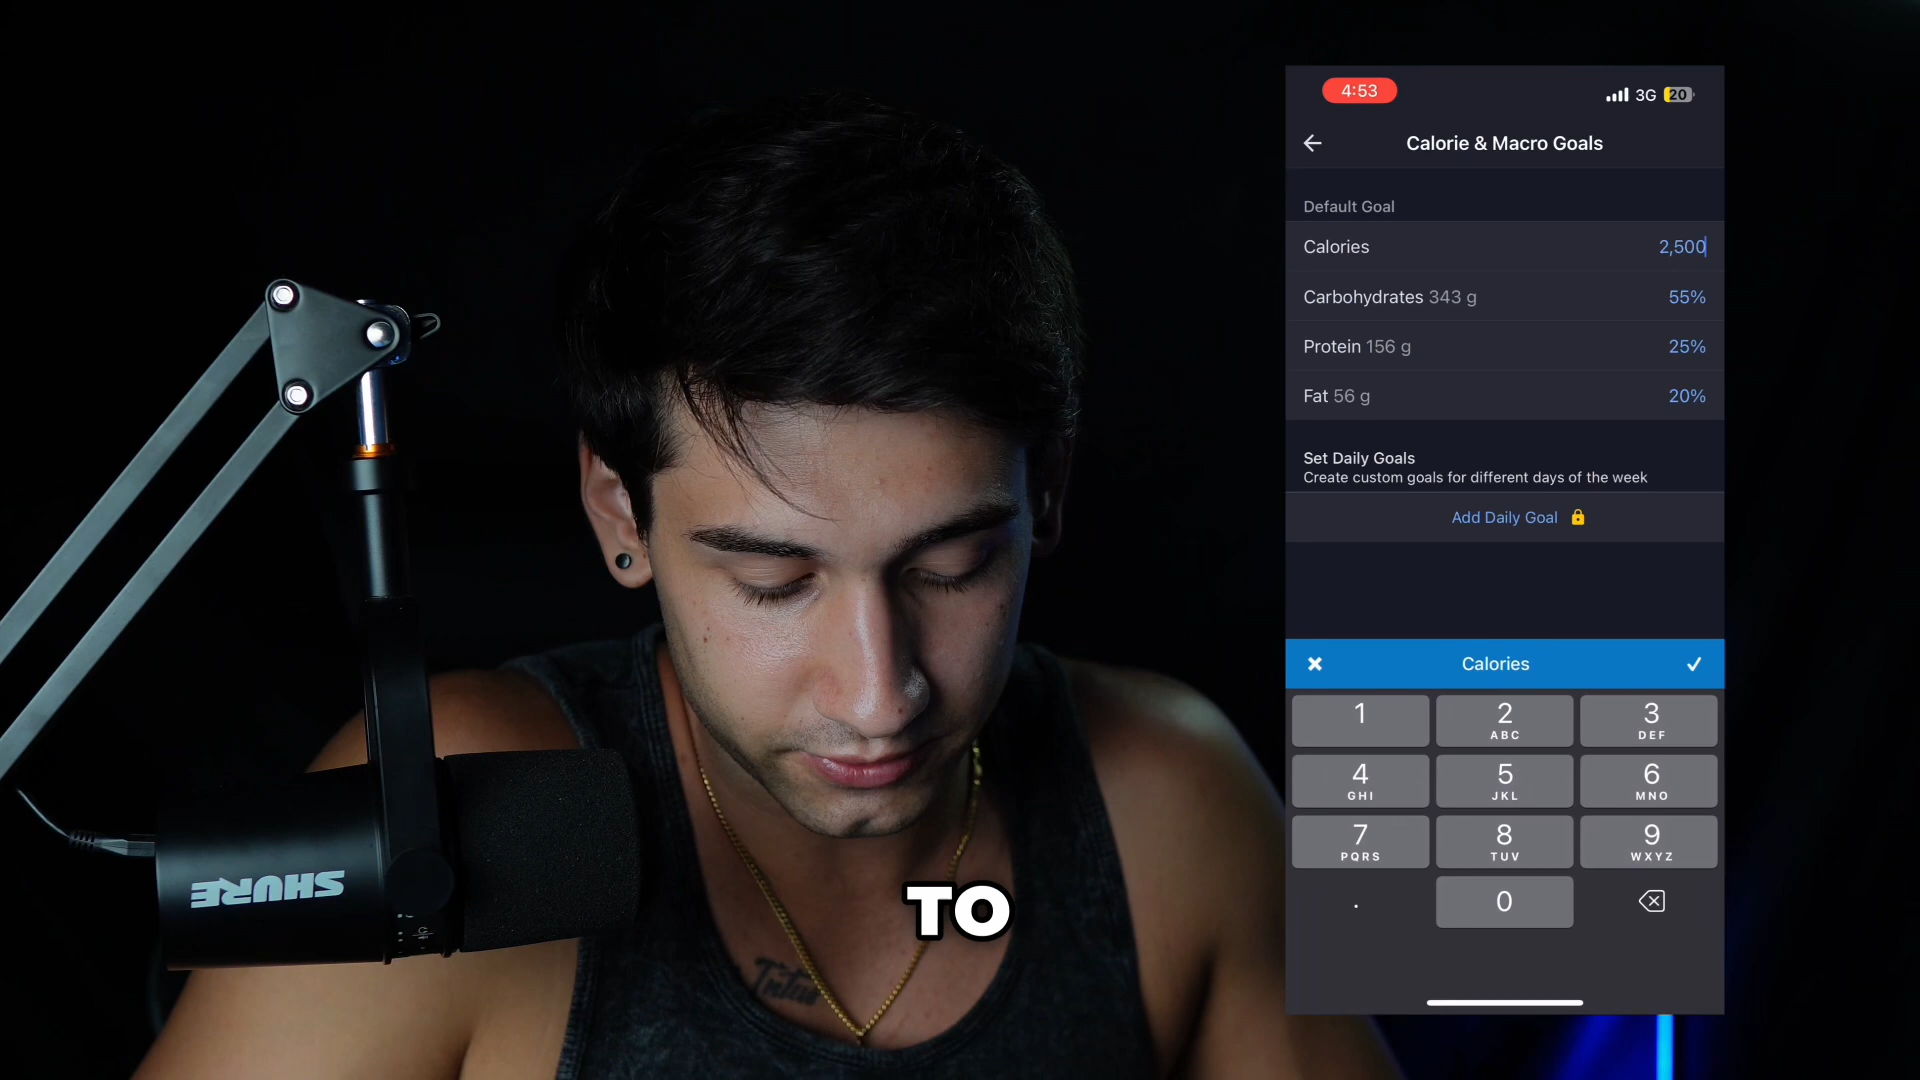 4:53
3G 20
Calorie & Macro Goals
Default Goal
Calories 2,500
Carbohydrates 343 g 55%
Protein 156 g 25%
Fat 56 g 20%
Set Daily Goals
Create custom goals for different days of the week
Add Daily Goal
Calories
1 2 3
ABC DEF
4 5 6
GHI JKL MNO
7 8 9
PQRS TUV WXYZ
. 0
SHURE
TO